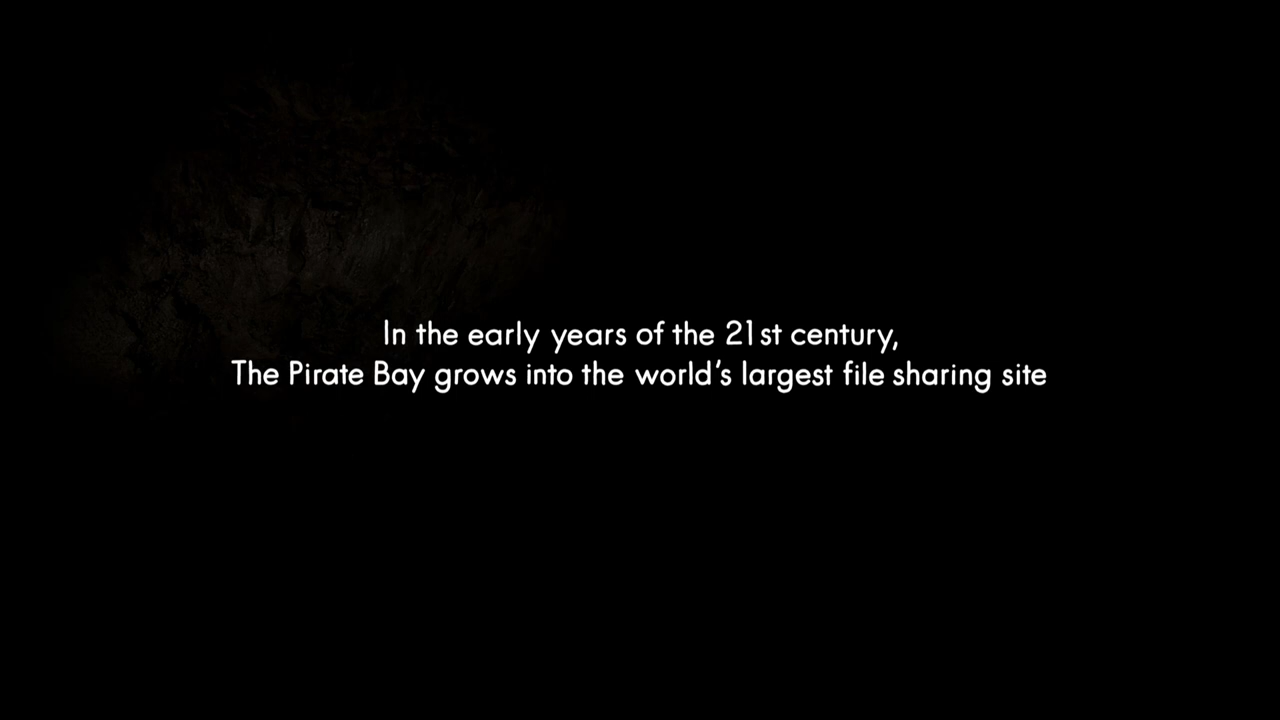 In the early years of the 21st century,
The Pirate Bay grows into the world's largest file sharing site